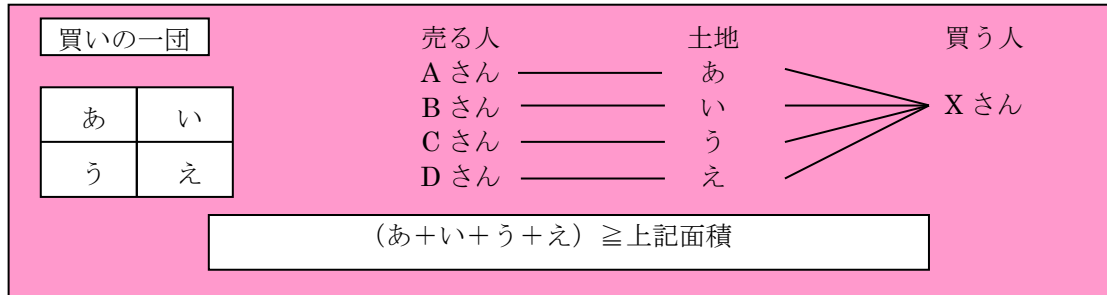 買いの一団
売る人 土地 買う人
Aさん あ
Bさん い Xさん
Cさん う
Dさん え
あ い
う え
(あ+い+う+え)≧上記面積